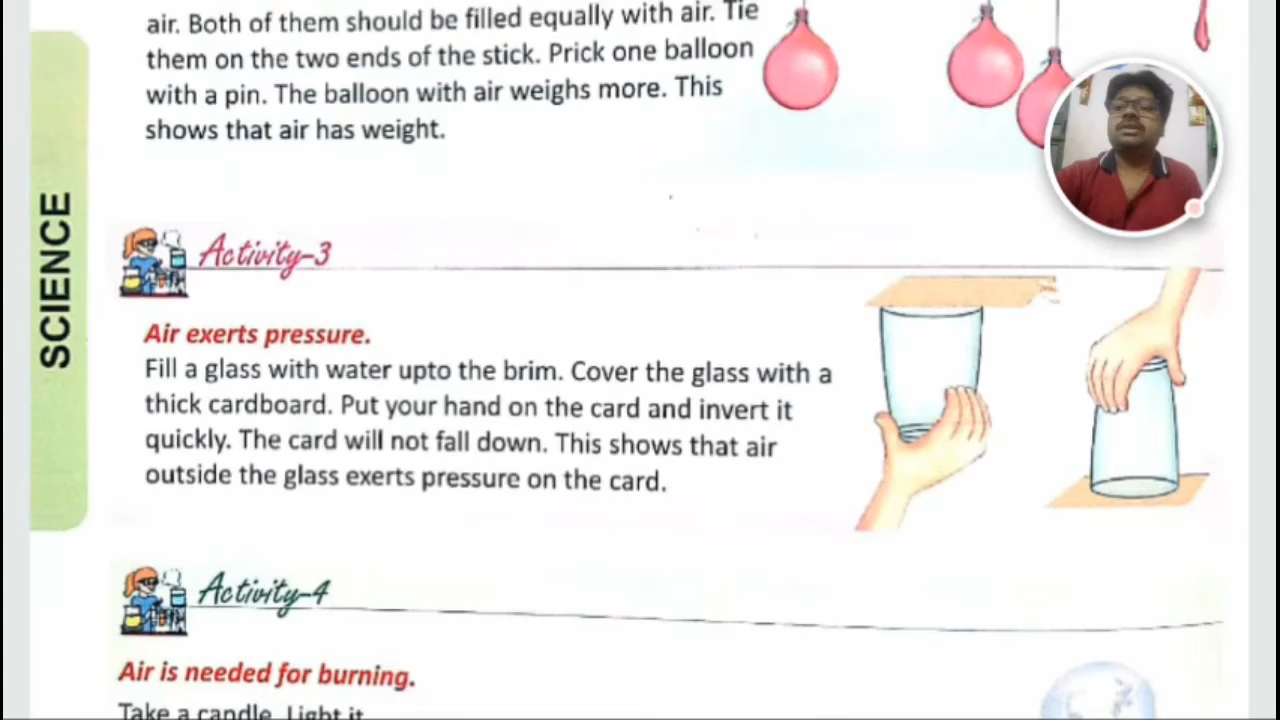 air. Both of them should be filled equally with air. Tie
them on the two ends of the stick. Prick one balloon
with a pin. The balloon with air weighs more. This
shows that air has weight.
SCIENCE
Activity-3
Air exerts pressure.
Fill a glass with water upto the brim. Cover the glass with a
thick cardboard. Put your hand on the card and invert it
quickly. The card will not fall down. This shows that air
outside the glass exerts pressure on the card.
Activity-4
Air is needed for burning.
Take a candle. Light it